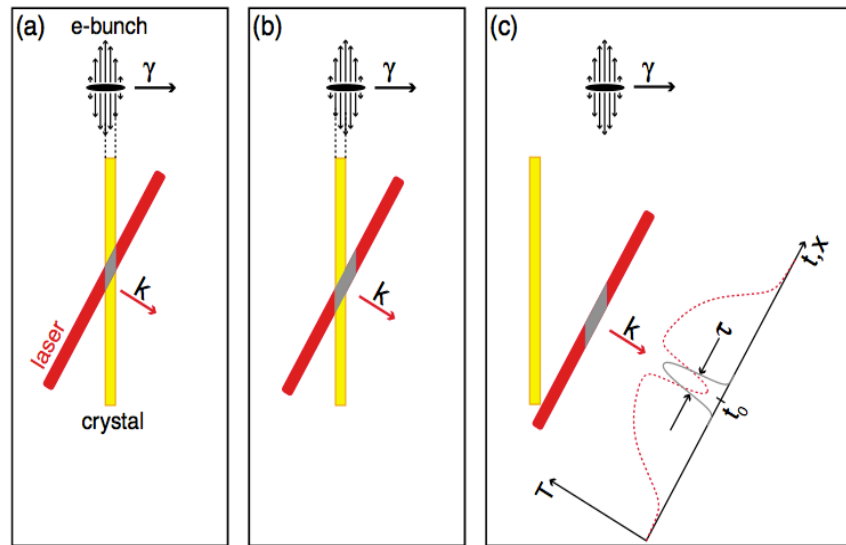 (a)
e-bunch
γ
k
laser
crystal
(b)
γ
k
(c)
γ
k
t,x
τ
t₀
T